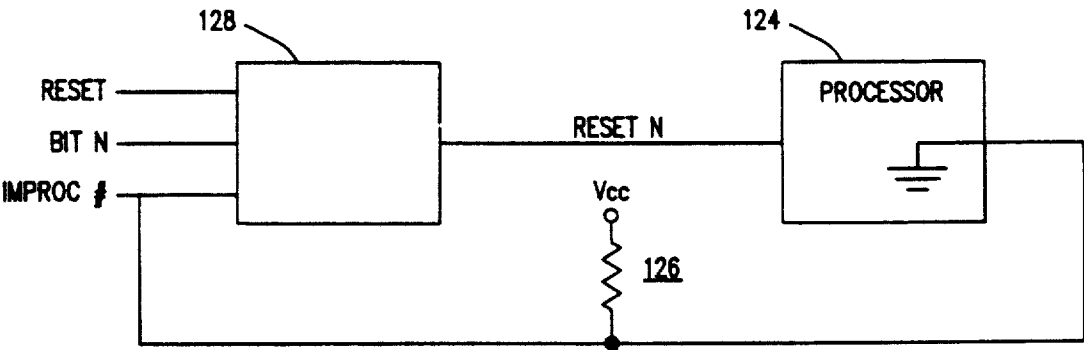 128
124
RESET
BIT N
IMPROC #
RESET N
PROCESSOR
Vcc
126